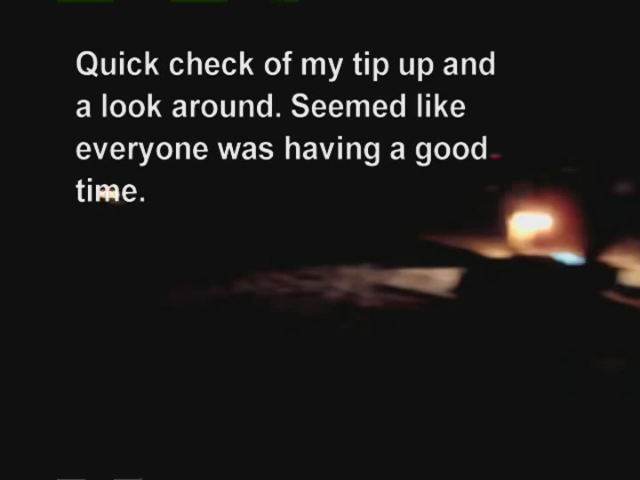 Quick check of my tip up and
a look around. Seemed like
everyone was having a good
time.